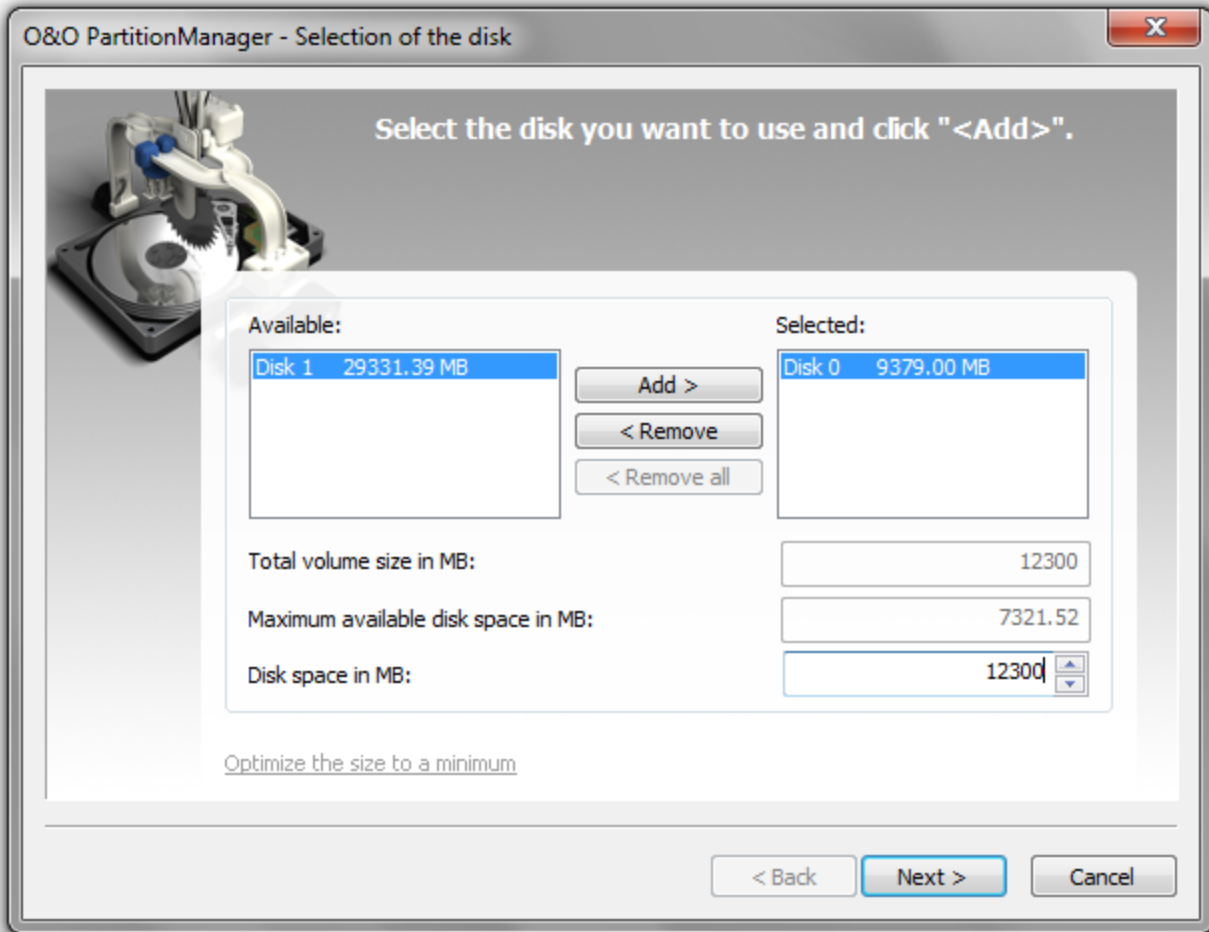 O&O PartitionManager - Selection of the disk
Select the disk you want to use and click "<Add>".
Available: Selected:
Disk 1 29331.39 MB Add > Disk 0 9379.00 MB
< Remove
< Remove all
Total volume size in MB: 12300
Maximum available disk space in MB: 7321.52
Disk space in MB: 12300
Optimize the size to a minimum
< Back Next > Cancel